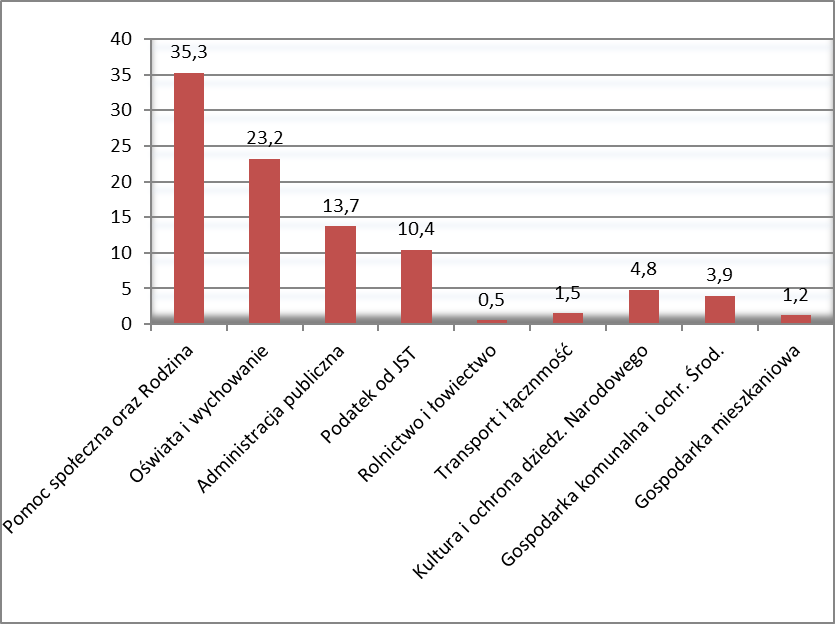 40
35
30
25
20
15
10
5
0
35,3
23,2
13,7
10,4
0,5
1,5
4,8
3,9
1,2
Pomoc społeczna oraz Rodzina
Oświata i wychowanie
Administracja publiczna
Podatek od JST
Rolnictwo i łowiectwo
Transport i łącznmość
Kultura i ochrona dziedz. Narodowego
Gospodarka komunalna i ochr. Środ.
Gospodarka mieszkaniowa